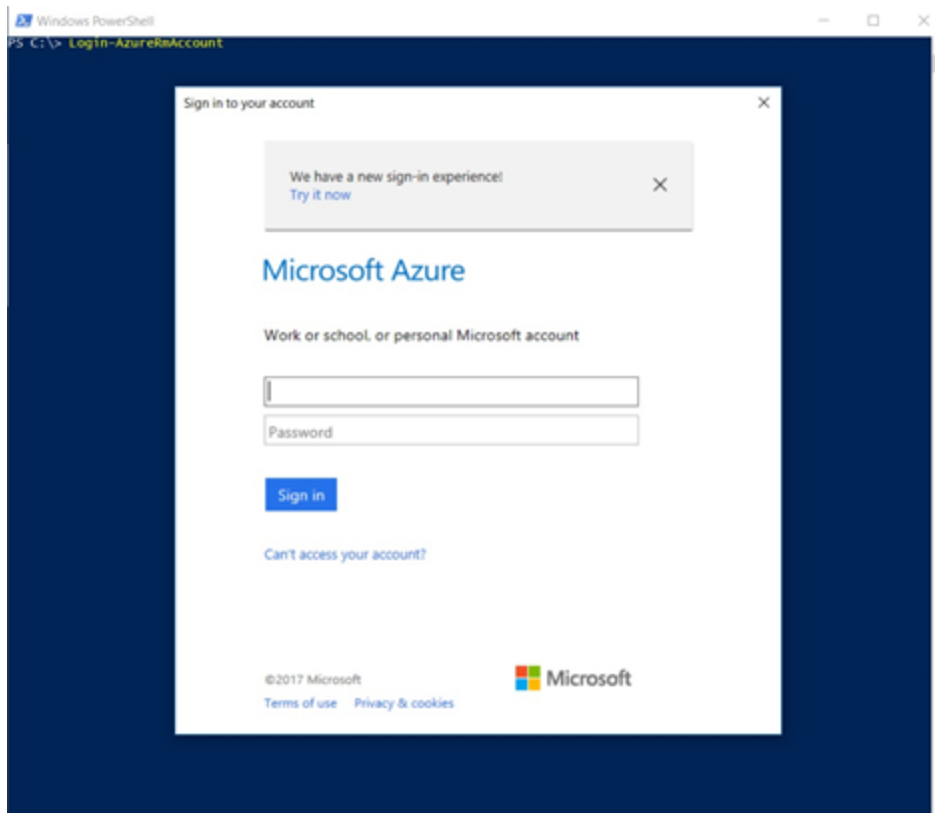 Windows PowerShell
PS C:\> Login-AzureRmAccount
Sign in to your account
We have a new sign-in experience!
Try it now
Microsoft Azure
Work or school, or personal Microsoft account
Password
Sign in
Can't access your account?
©2017 Microsoft
Microsoft
Terms of use Privacy & cookies